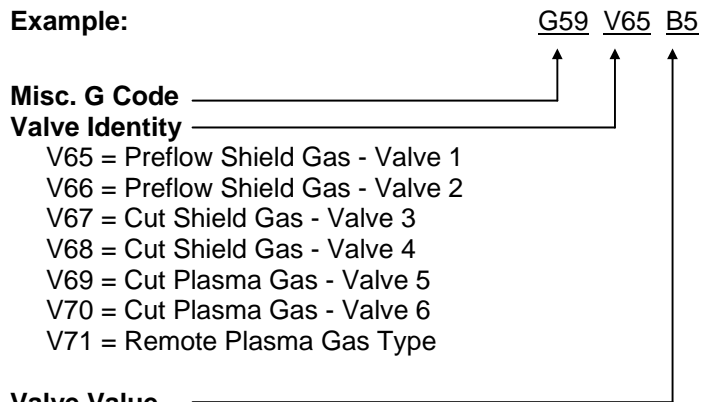 Example: G59 V65 B5
Misc. G Code
Valve Identity
V65 = Preflow Shield Gas - Valve 1
V66 = Preflow Shield Gas - Valve 2
V67 = Cut Shield Gas - Valve 3
V68 = Cut Shield Gas - Valve 4
V69 = Cut Plasma Gas - Valve 5
V70 = Cut Plasma Gas - Valve 6
V71 = Remote Plasma Gas Type
Valve Value